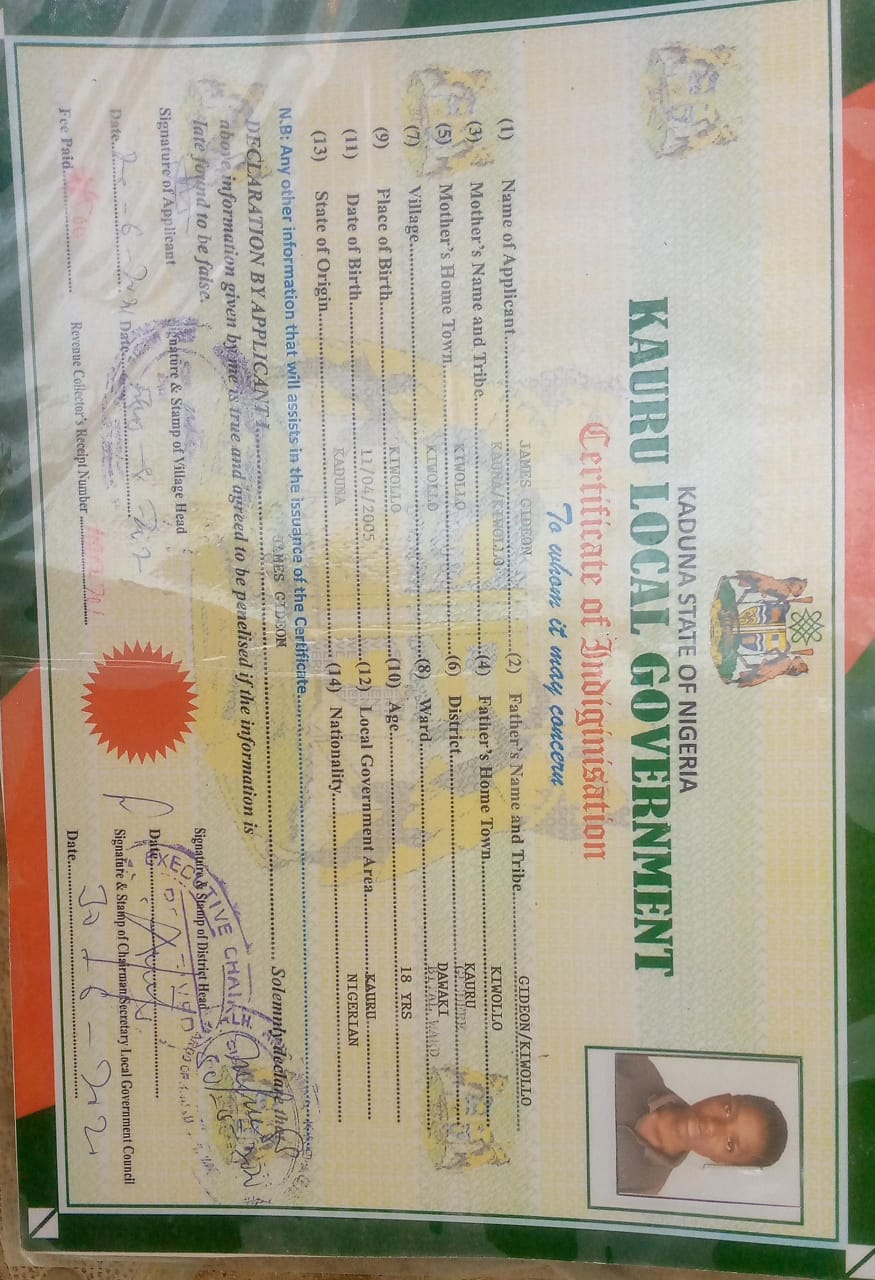 KADUNA STATE OF NIGERIA
KAURU LOCAL GOVERNMENT
Certificate of Indiginisation
To whom it may concern
(1) Name of Applicant JAMES GIDEON (2) Father's Name and Tribe GIDEON/KIWOLLO
(3) Mother's Name and Tribe KAUNA/KIWOLLO (4) Father's Home Town KIWOLLO
(5) Mother's Home Town KIWOLLO (6) District KAURU
(7) Village KIWOLLO (8) Ward DAWAKI
(9) Place of Birth KIWOLLO (10) Age 18 YRS
(11) Date of Birth 11/04/2005 (12) Local Government Area KAURU
(13) State of Origin KADUNA (14) Nationality NIGERIAN
N.B: Any other information that will assists in the issuance of the Certificate
DECLARATION BY APPLICANT I JAMES GIDEON Solemnly declare that
above information given by me is true and agreed to be penelised if the information is
late found to be false.
Signature of Applicant Signature & Stamp of Village Head Signature & Stamp of District Head
Date Date Date
EXECUTIVE CHAIR
Signature & Stamp of Chairman/Secretary Local Government Council
Fee Paid Revenue Collector's Receipt Number Date